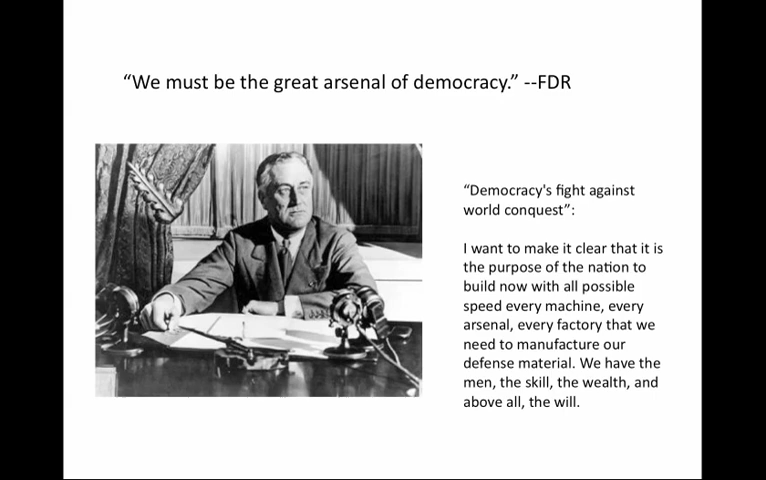 “We must be the great arsenal of democracy.” --FDR
“Democracy's fight against
world conquest”:
I want to make it clear that it is
the purpose of the nation to
build now with all possible
speed every machine, every
arsenal, every factory that we
need to manufacture our
defense material. We have the
men, the skill, the wealth, and
above all, the will.